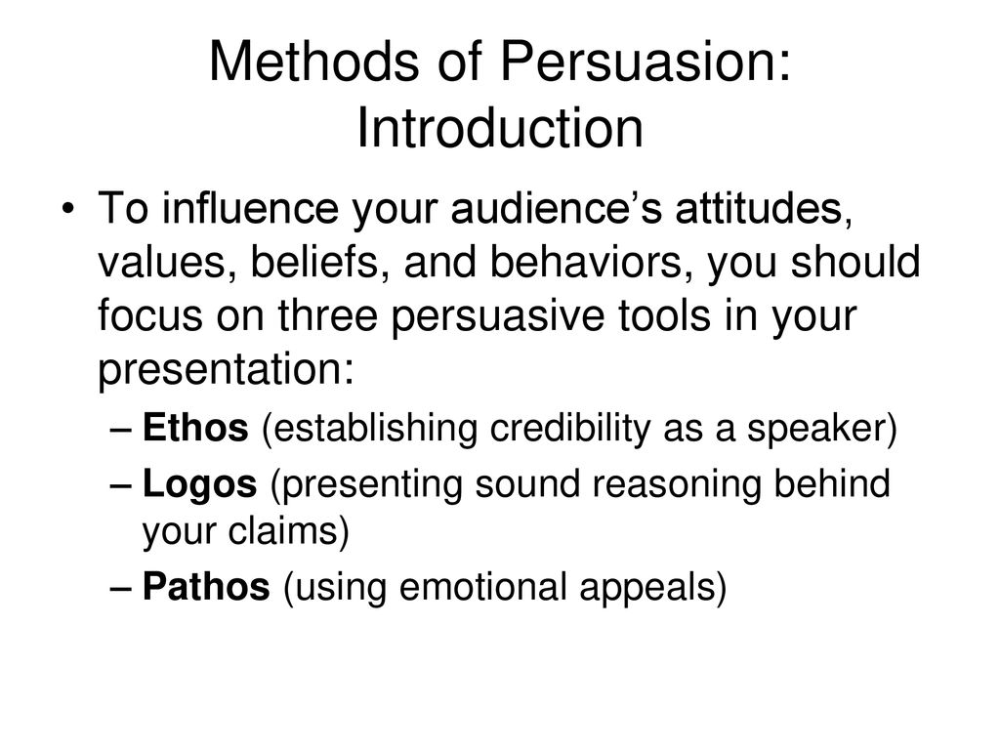 Methods of Persuasion:
Introduction
• To influence your audience’s attitudes,
values, beliefs, and behaviors, you should
focus on three persuasive tools in your
presentation:
– Ethos (establishing credibility as a speaker)
– Logos (presenting sound reasoning behind
your claims)
– Pathos (using emotional appeals)